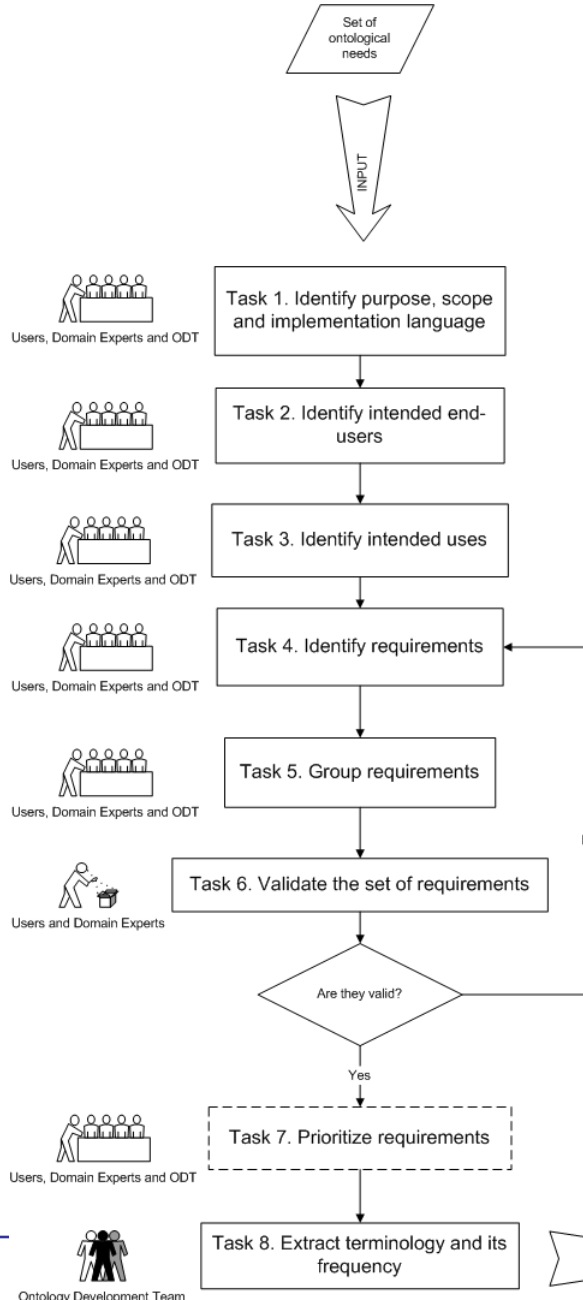 Set of
ontological
needs
INPUT
Task 1. Identify purpose, scope
and implementation language
Users, Domain Experts and ODT
Task 2. Identify intended end-
users
Users, Domain Experts and ODT
Task 3. Identify intended uses
Users, Domain Experts and ODT
Task 4. Identify requirements
Users, Domain Experts and ODT
Task 5. Group requirements
Users, Domain Experts and ODT
Task 6. Validate the set of requirements
Users and Domain Experts
Are they valid?
Yes
Task 7. Prioritize requirements
Users, Domain Experts and ODT
Task 8. Extract terminology and its
frequency
Ontology Development Team